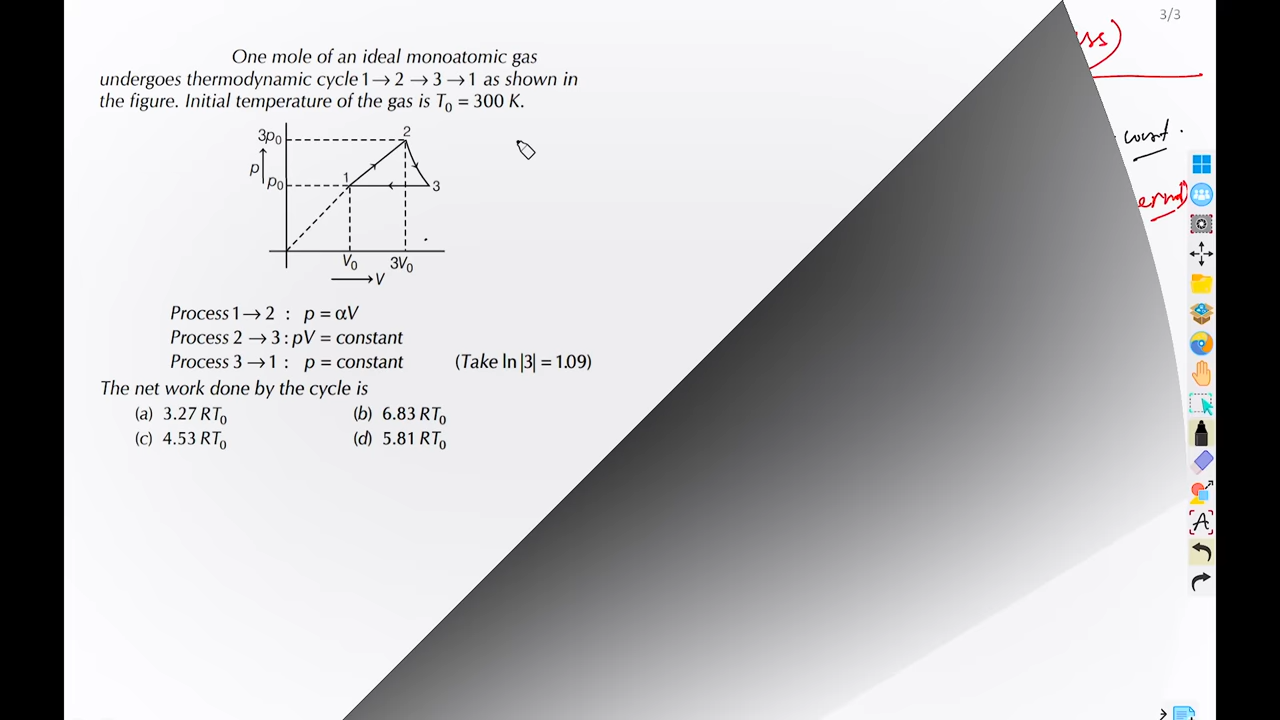 3/3
ss)
One mole of an ideal monoatomic gas
undergoes thermodynamic cycle 1 → 2 → 3 → 1 as shown in
the figure. Initial temperature of the gas is T₀ = 300 K.
const.
3p₀
2
p
p₀
1
3
V₀
3V₀
V
Process 1 → 2 : p = αV
Process 2 → 3 : pV = constant
Process 3 → 1 : p = constant (Take ln |3| = 1.09)
The net work done by the cycle is
(a) 3.27 RT₀ (b) 6.83 RT₀
(c) 4.53 RT₀ (d) 5.81 RT₀
A